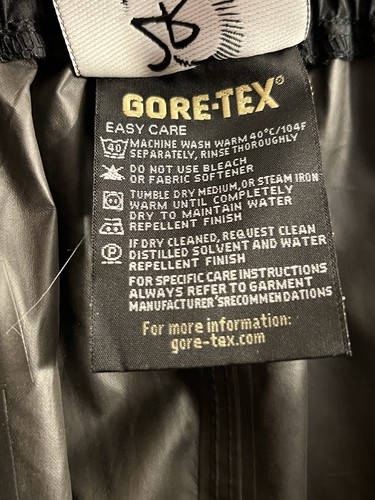 GORE-TEX®
EASY CARE
40 MACHINE WASH WARM 40°C/104F
SEPARATELY, RINSE THOROUGHLY
DO NOT USE BLEACH
OR FABRIC SOFTENER
TUMBLE DRY MEDIUM, OR STEAM IRON
WARM UNTIL COMPLETELY
DRY TO MAINTAIN WATER
REPELLENT FINISH
P IF DRY CLEANED, REQUEST CLEAN
DISTILLED SOLVENT AND WATER
REPELLENT FINISH
FOR SPECIFIC CARE INSTRUCTIONS
ALWAYS REFER TO GARMENT
MANUFACTURER'SRECOMMENDATIONS
For more information:
gore-tex.com